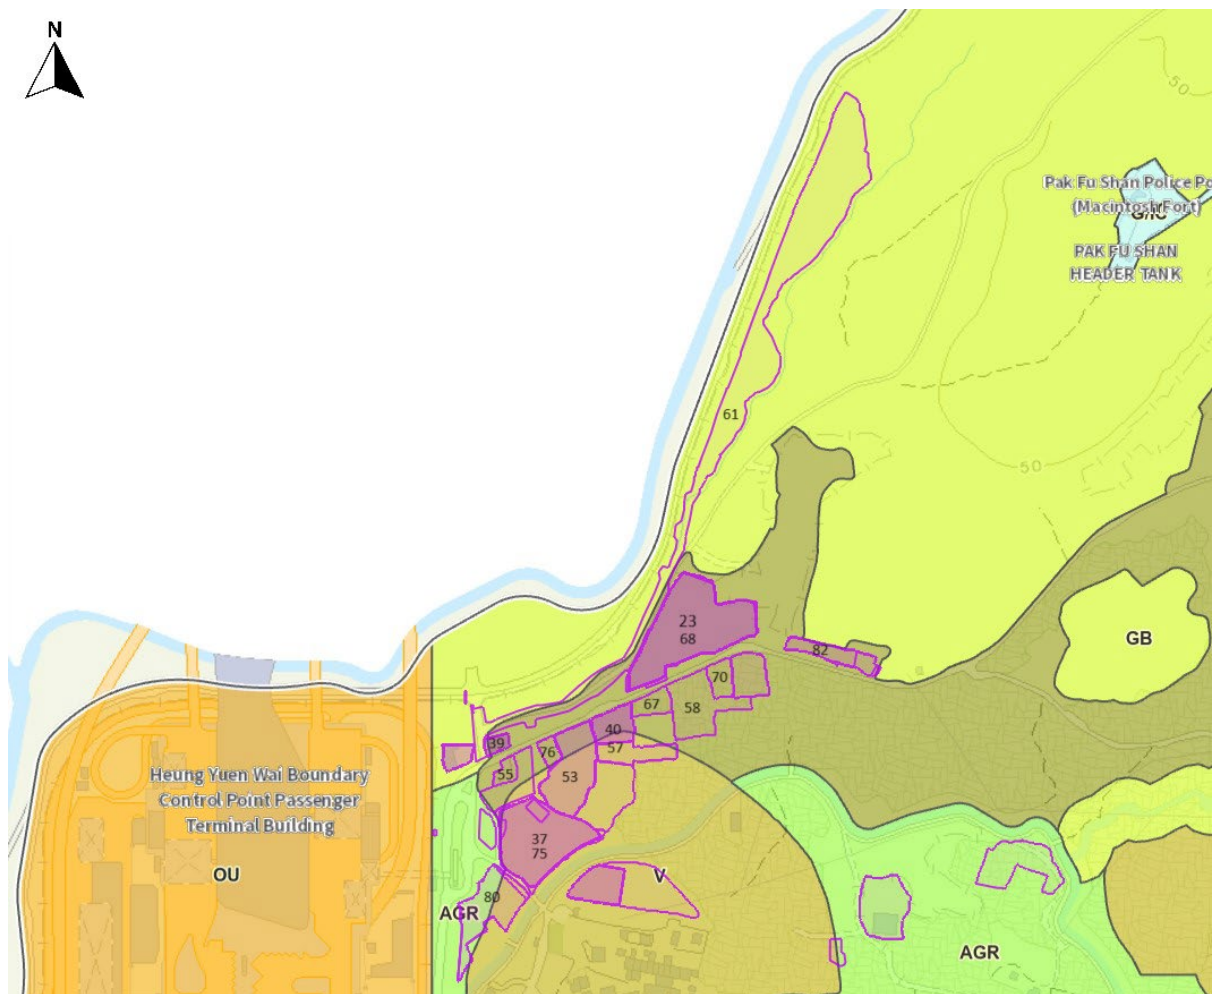 N
50
Pak Fu Shan Police Po
(Macintosh Fort)
G/IC
PAK FU SHAN
HEADER TANK
61
50
23
68
GB
82
70
67
58
40
39
57
76
55
53
Heung Yuen Wai Boundary
Control Point Passenger
Terminal Building
37
75
OU
V
80
AGR
AGR